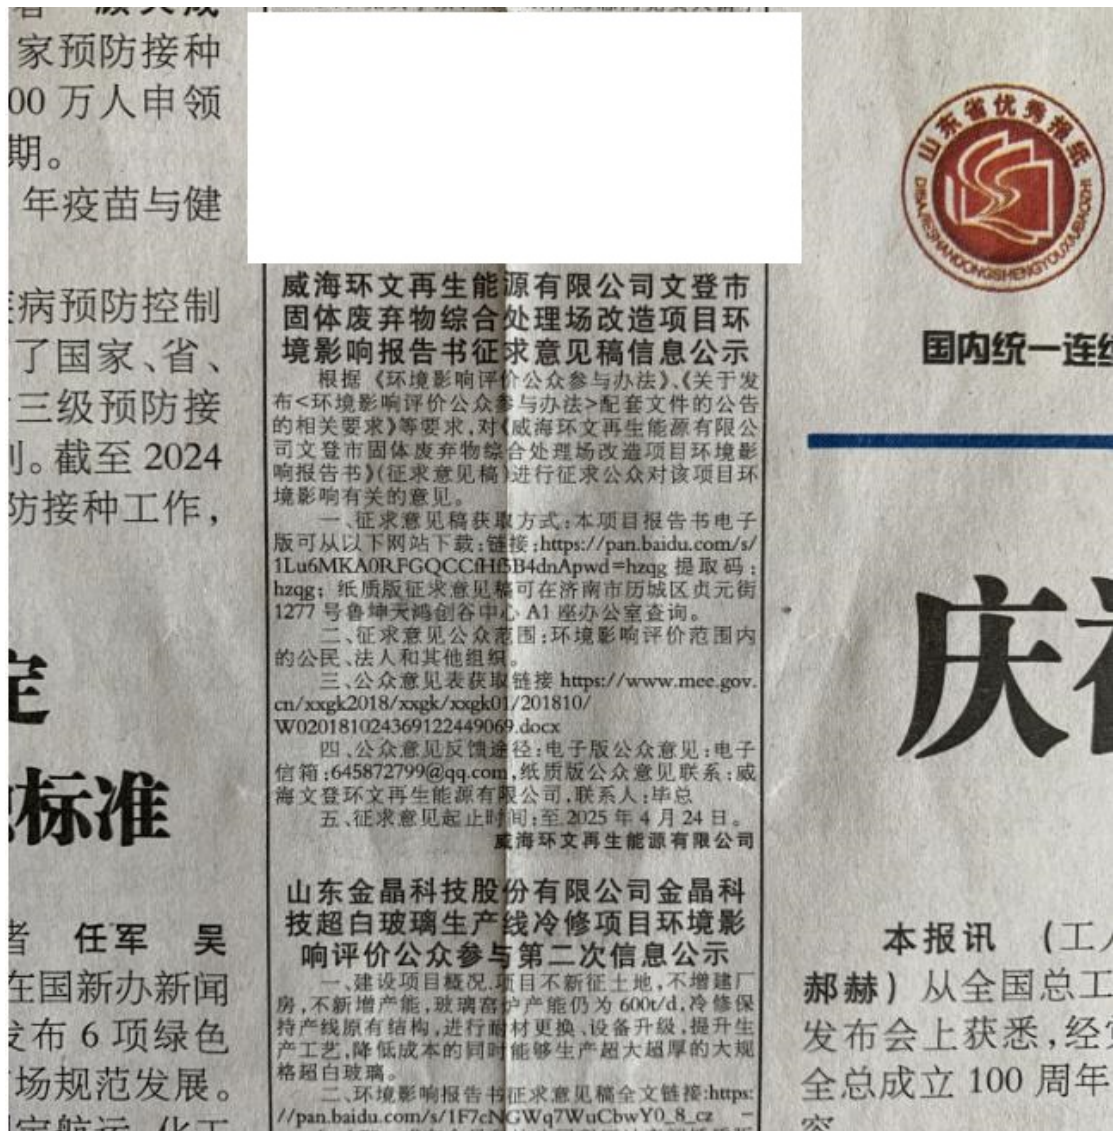 家预防接种
00 万人申领
期。
年疫苗与健
病预防控制
了国家、省、
三级预防接
。截至 2024
防接种工作，
定
标准
者 任军 吴
在国新办新闻
发布 6 项绿色
场规范发展。
威海环文再生能源有限公司文登市
固体废弃物综合处理场改造项目环
境影响报告书征求意见稿信息公示
根据《环境影响评价公众参与办法》、《关于发
布<环境影响评价公众参与办法>配套文件的公告
的相关要求》等要求，对《威海环文再生能源有限公
司文登市固体废弃物综合处理场改造项目环境影
响报告书》(征求意见稿)进行征求公众对该项目环
境影响有关的意见。
一、征求意见稿获取方式：本项目报告书电子
版可从以下网站下载：链接：https://pan.baidu.com/s/
1Lu6MKA0RFGQCCfHf5B4dnApwd=hzqg 提取码：
hzqg；纸质版征求意见稿可在济南市历城区贞元街
1277 号鲁坤天鸿创谷中心 A1 座办公室查询。
二、征求意见公众范围：环境影响评价范围内
的公民、法人和其他组织。
三、公众意见表获取链接 https://www.mee.gov.
cn/xxgk2018/xxgk/xxgk01/201810/
W020181024369122449069.docx
四、公众意见反馈途径：电子版公众意见：电子
信箱：645872799@qq.com，纸质版公众意见联系：威
海文登环文再生能源有限公司，联系人：毕总
五、征求意见起止时间：至 2025 年 4 月 24 日。
威海环文再生能源有限公司
山东金晶科技股份有限公司金晶科
技超白玻璃生产线冷修项目环境影
响评价公众参与第二次信息公示
一、建设项目概况.项目不新征土地，不增建厂
房，不新增产能，玻璃窑炉产能仍为 600t/d，冷修保
持产线原有结构，进行耐材更换、设备升级，提升生
产工艺，降低成本的同时能够生产超大超厚的大规
格超白玻璃。
二、环境影响报告书征求意见稿全文链接:https:
//pan.baidu.com/s/1F7cNGWq7WuCbwY0_8_cz
山东省优秀报纸
国内统一连续
庆祝
本报讯 （工人
郝赫）从全国总工
发布会上获悉，经
全总成立 100 周年